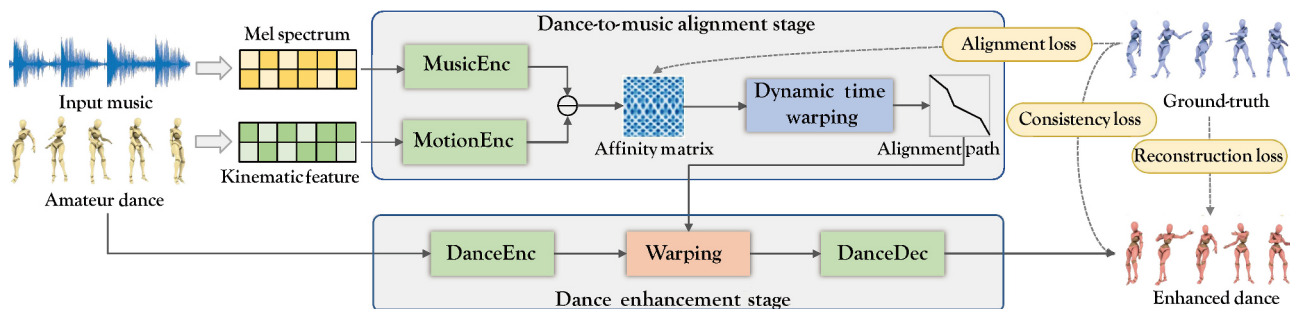 Dance-to-music alignment stage
Mel spectrum
Input music
MusicEnc
MotionEnc
Kinematic feature
Amateur dance
Affinity matrix
Dynamic time
warping
Alignment path
Alignment loss
Ground-truth
Consistency loss
Reconstruction loss
DanceEnc
Warping
DanceDec
Dance enhancement stage
Enhanced dance